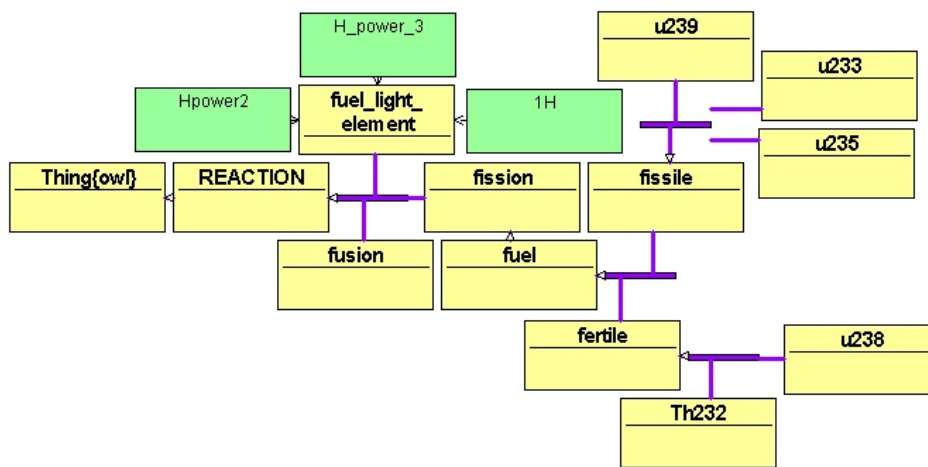 H_power_3
u239
u233
Hpower2
fuel_light_
element
1H
u235
Thing{owl}
REACTION
fission
fissile
fusion
fuel
fertile
u238
Th232